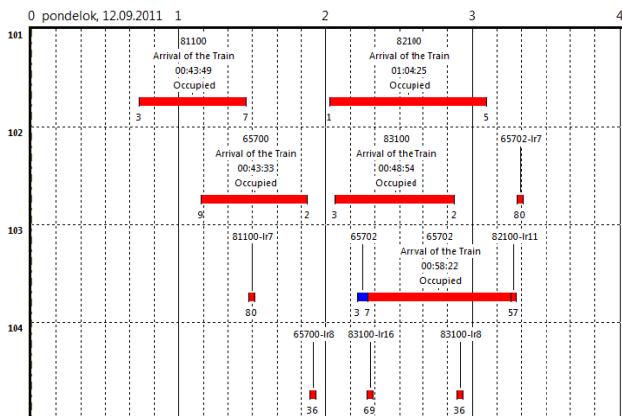 0 pondelok, 12.09.2011 1 2 3 4
101
81100
Arrival of the Train
00:43:49
Occupied
3 7
82100
Arrival of the Train
01:04:25
Occupied
1 5
102
65700
Arrival of the Train
00:43:33
Occupied
9 2
83100
Arrival of the Train
00:48:54
Occupied
3 2
65702-Ir7
80
103
81100-Ir7
80
65702
3 7
65702
Arrival of the Train
00:58:22
Occupied
82100-Ir11
57
104
65700-Ir8
36
83100-Ir16
69
83100-Ir8
36